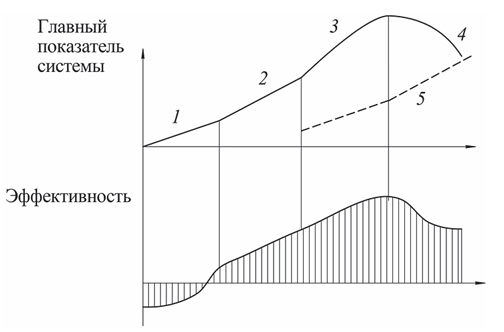 Главный
показатель
системы
1
2
3
4
5
Эффективность